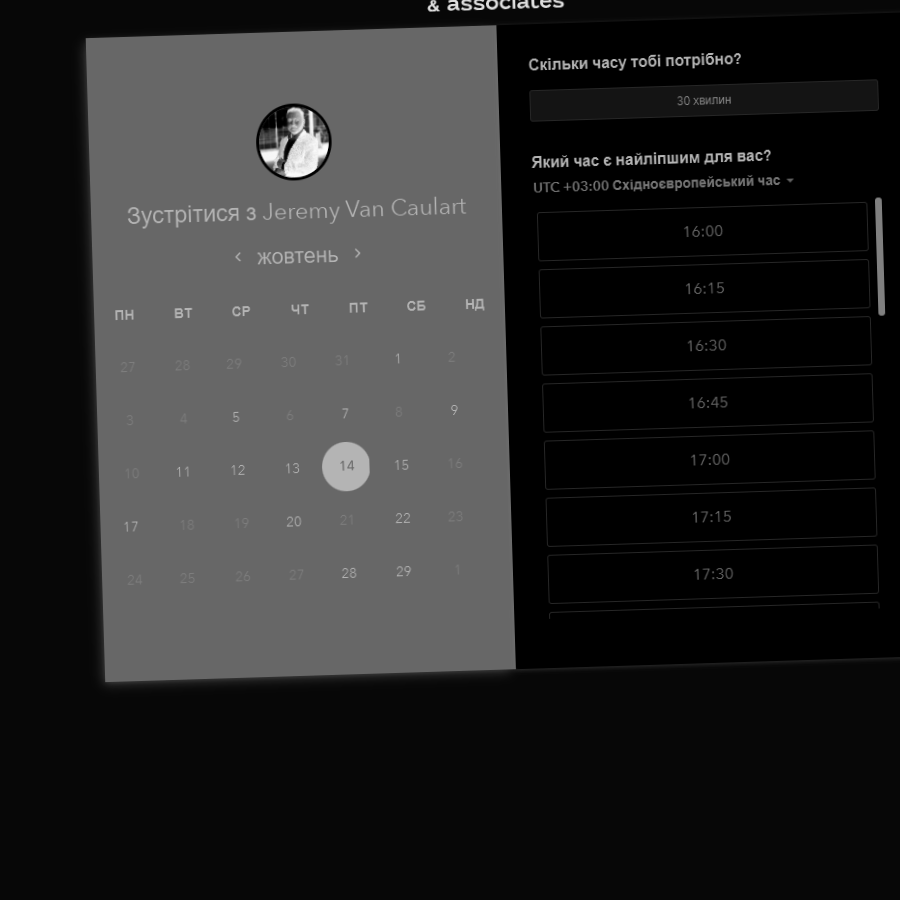 & associates
Зустрітися з Jeremy Van Caulart
жовтень
ПН ВТ СР ЧТ ПТ СБ НД
27 28 29 30 31 1 2
3 4 5 6 7 8 9
10 11 12 13 14 15 16
17 18 19 20 21 22 23
24 25 26 27 28 29 1
Скільки часу тобі потрібно?
30 хвилин
Який час є найліпшим для вас?
UTC +03:00 Східноєвропейський час
16:00
16:15
16:30
16:45
17:00
17:15
17:30